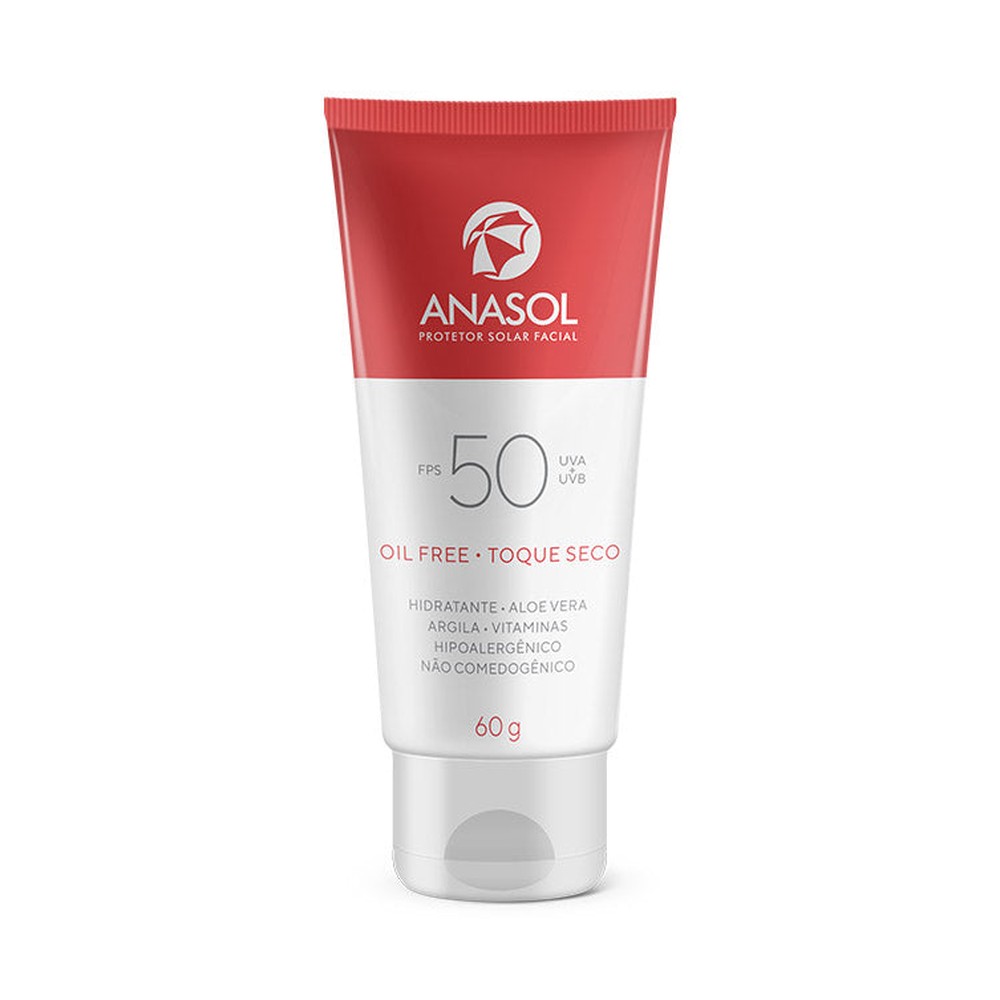 ANASOL
PROTETOR SOLAR FACIAL
FPS 50 UVA + UVB
OIL FREE • TOQUE SECO
HIDRATANTE • ALOE VERA
ARGILA • VITAMINAS
HIPOALERGÊNICO
NÃO COMEDOGÊNICO
60 g